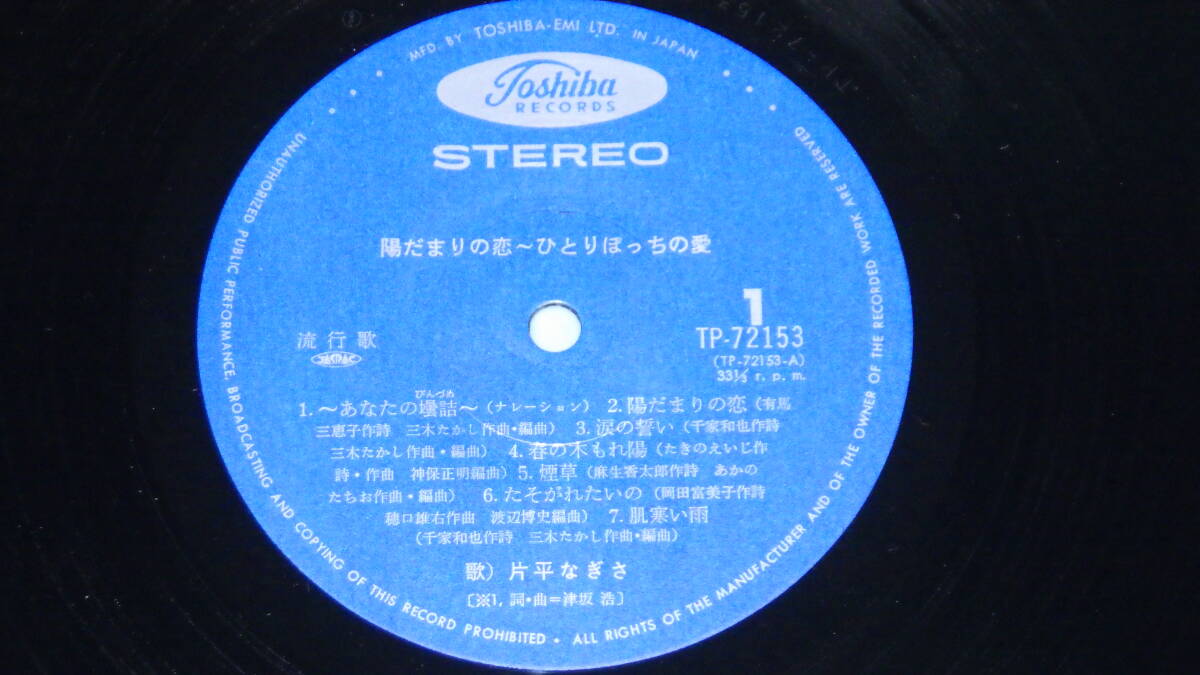 MFD. BY TOSHIBA-EMI LTD. IN JAPAN
Toshiba
RECORDS
STEREO
陽だまりの恋~ひとりぼっちの愛
1
流行歌
TP-72153
JASRAC
(TP-72153-A)
33⅓ r. p. m.
びんづめ
1. ~あなたの壜詰~ (ナレーション) 2. 陽だまりの恋 (有馬
三恵子作詩 三木たかし作曲・編曲) 3. 涙の誓い (千家和也作詩
三木たかし作曲・編曲) 4. 春の木もれ陽 (たきのえいじ作
詩・作曲 神保正明編曲) 5. 煙草 (麻生香太郎作詩 あかの
たちお作曲・編曲) 6. たそがれたいの (岡田冨美子作詩
穂口雄右作曲 渡辺博史編曲) 7. 肌寒い雨
(千家和也作詩 三木たかし作曲・編曲)
歌) 片平なぎさ
[※1, 詞・曲=津坂 浩]
UNAUTHORIZED PUBLIC PERFORMANCE, BROADCASTING AND COPYING OF THIS RECORD PROHIBITED • ALL RIGHTS OF THE MANUFACTURER AND OF THE OWNER OF THE RECORDED WORK ARE RESERVED